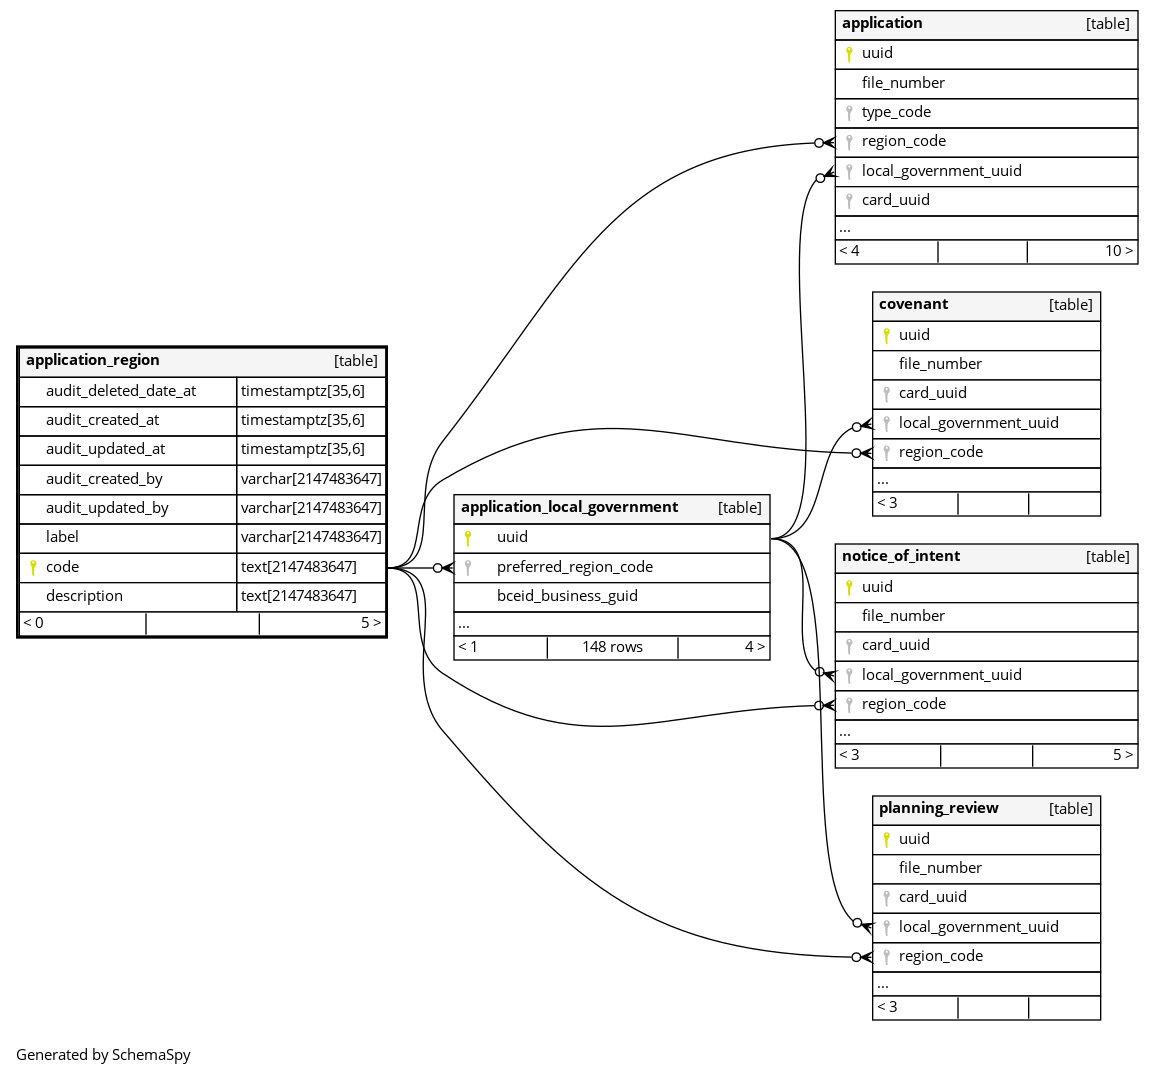 application [table]
uuid
file_number
type_code
region_code
local_government_uuid
card_uuid
...
< 4 10 >
covenant [table]
uuid
file_number
card_uuid
local_government_uuid
region_code
...
< 3
application_region [table]
audit_deleted_date_at timestamptz[35,6]
audit_created_at timestamptz[35,6]
audit_updated_at timestamptz[35,6]
audit_created_by varchar[2147483647]
audit_updated_by varchar[2147483647]
label varchar[2147483647]
code text[2147483647]
description text[2147483647]
< 0 5 >
application_local_government [table]
uuid
preferred_region_code
bceid_business_guid
...
< 1 148 rows 4 >
notice_of_intent [table]
uuid
file_number
card_uuid
local_government_uuid
region_code
...
< 3 5 >
planning_review [table]
uuid
file_number
card_uuid
local_government_uuid
region_code
...
< 3
Generated by SchemaSpy